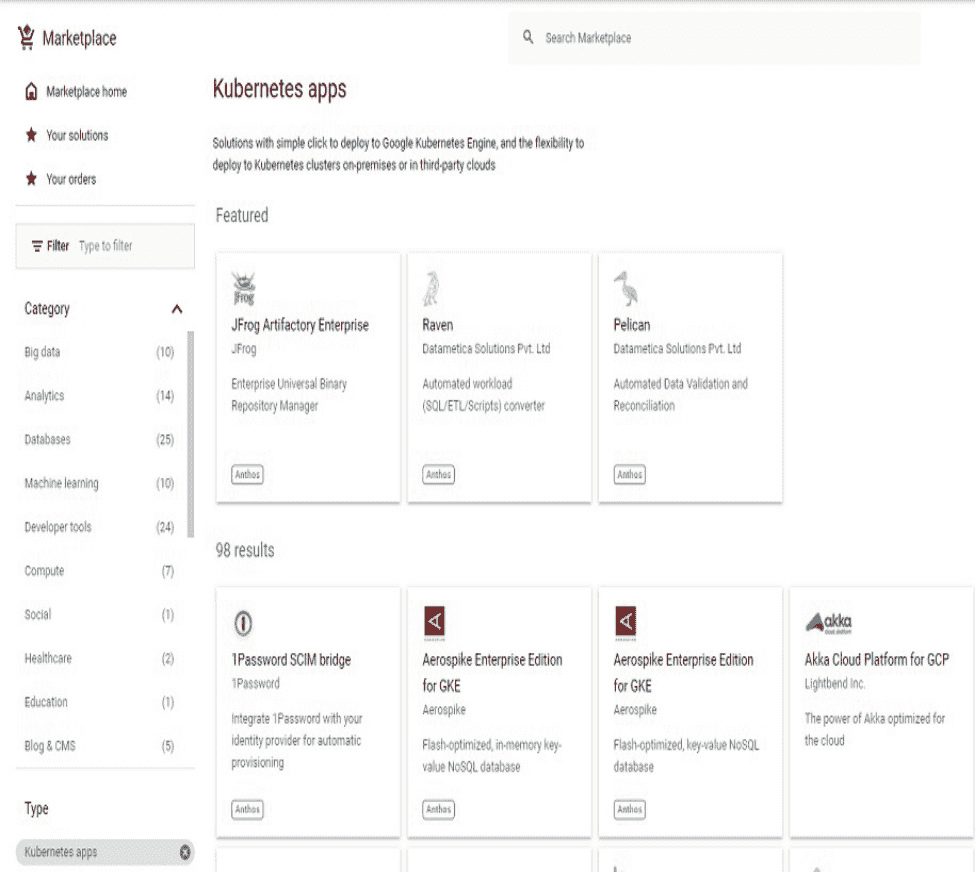 Marketplace
Search Marketplace
Marketplace home
Your solutions
Your orders
Filter Type to filter
Category
Big data (10)
Analytics (14)
Databases (25)
Machine learning (10)
Developer tools (24)
Compute (7)
Social (1)
Healthcare (2)
Education (1)
Blog & CMS (5)
Type
Kubernetes apps
Kubernetes apps
Solutions with simple click to deploy to Google Kubernetes Engine, and the flexibility to
deploy to Kubernetes clusters on-premises or in third-party clouds
Featured
JFrog
JFrog Artifactory Enterprise
JFrog
Enterprise Universal Binary
Repository Manager
Anthos
Raven
Datametica Solutions Pvt. Ltd
Automated workload
(SQL/ETL/Scripts) converter
Anthos
Pelican
Datametica Solutions Pvt. Ltd
Automated Data Validation and
Reconciliation
Anthos
98 results
1Password SCIM bridge
1Password
Integrate 1Password with your
identity provider for automatic
provisioning
Anthos
Aerospike Enterprise Edition
for GKE
Aerospike
Flash-optimized, in-memory key-
value NoSQL database
Anthos
Aerospike Enterprise Edition
for GKE
Aerospike
Flash-optimized, key-value NoSQL
database
Anthos
akka
Akka Cloud Platform for GCP
Lightbend Inc.
The power of Akka optimized for
the cloud